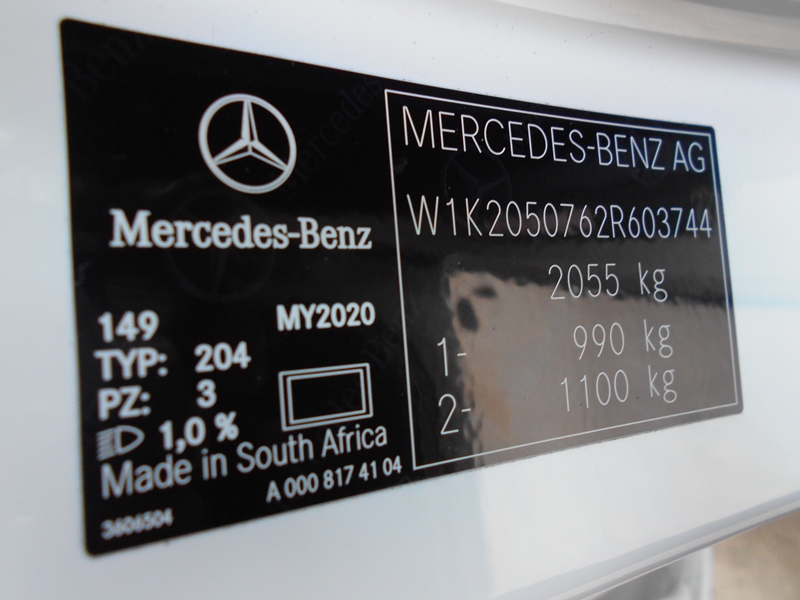 Mercedes-Benz
149 MY2020
TYP: 204
PZ: 3
1,0 %
Made in South Africa
A 000 817 41 04
3606504
MERCEDES-BENZ AG
W1K2050762R603744
2055 kg
1- 990 kg
2- 1100 kg